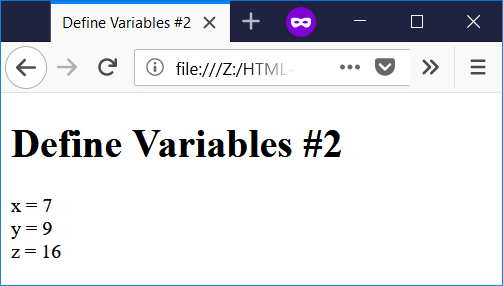 Define Variables #2
file:///Z:/HTML-
Define Variables #2
x = 7
y = 9
z = 16